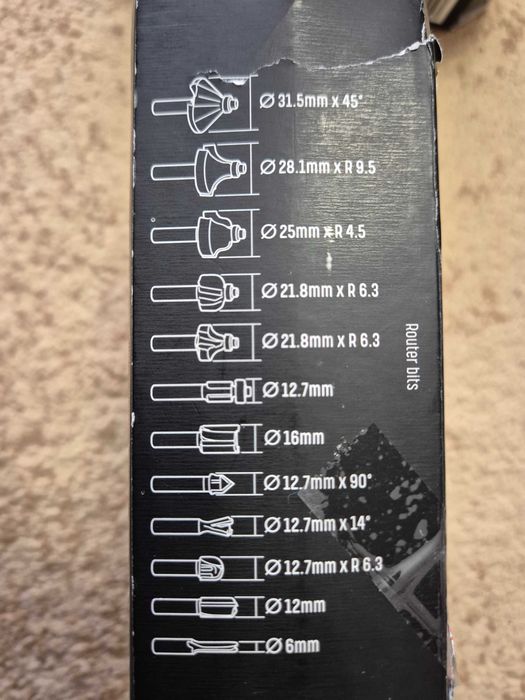 Ø 31.5mm x 45°
Ø 28.1mm x R 9.5
Ø 25mm x R 4.5
Ø 21.8mm x R 6.3
Ø 21.8mm x R 6.3
Ø 12.7mm
Ø 16mm
Ø 12.7mm x 90°
Ø 12.7mm x 14°
Ø 12.7mm x R 6.3
Ø 12mm
Ø 6mm
Router bits